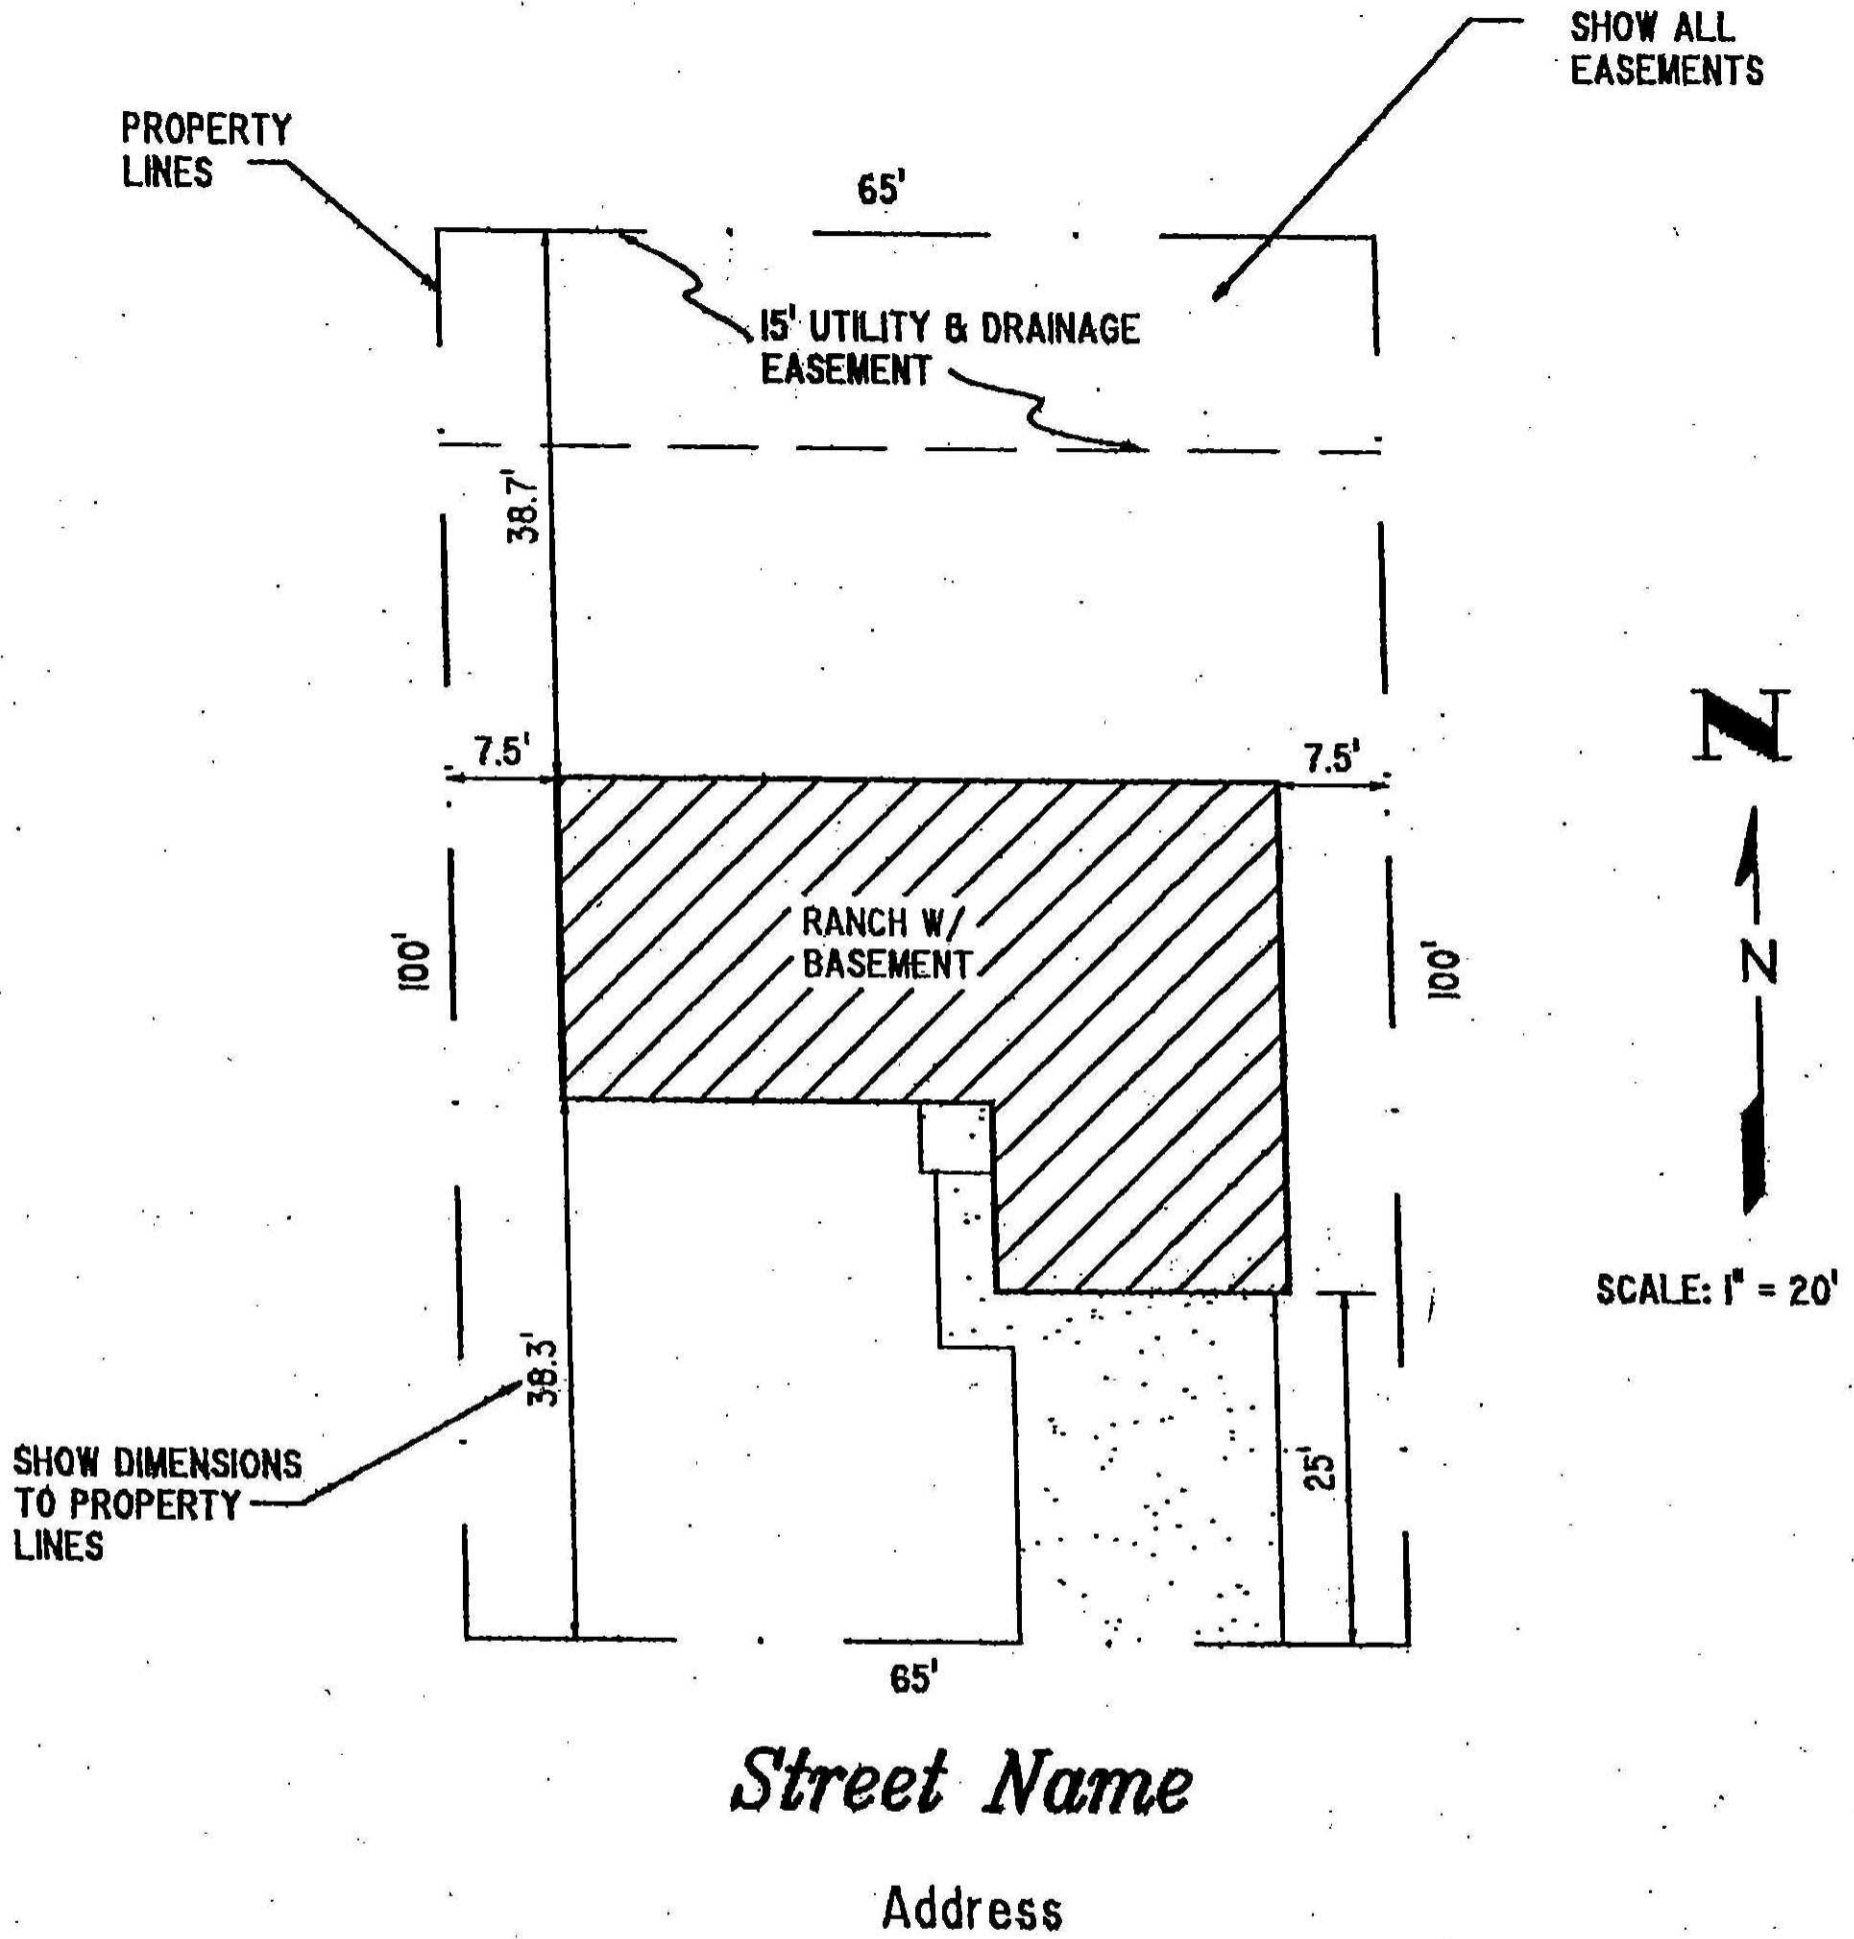 SHOW ALL
EASEMENTS
PROPERTY
LINES
65'
15' UTILITY & DRAINAGE
EASEMENT
38.7'
7.5'
7.5'
N
RANCH W/
BASEMENT
100'
100'
N
SCALE: 1" = 20'
38.3'
SHOW DIMENSIONS
TO PROPERTY
LINES
25'
65'
Street Name
Address